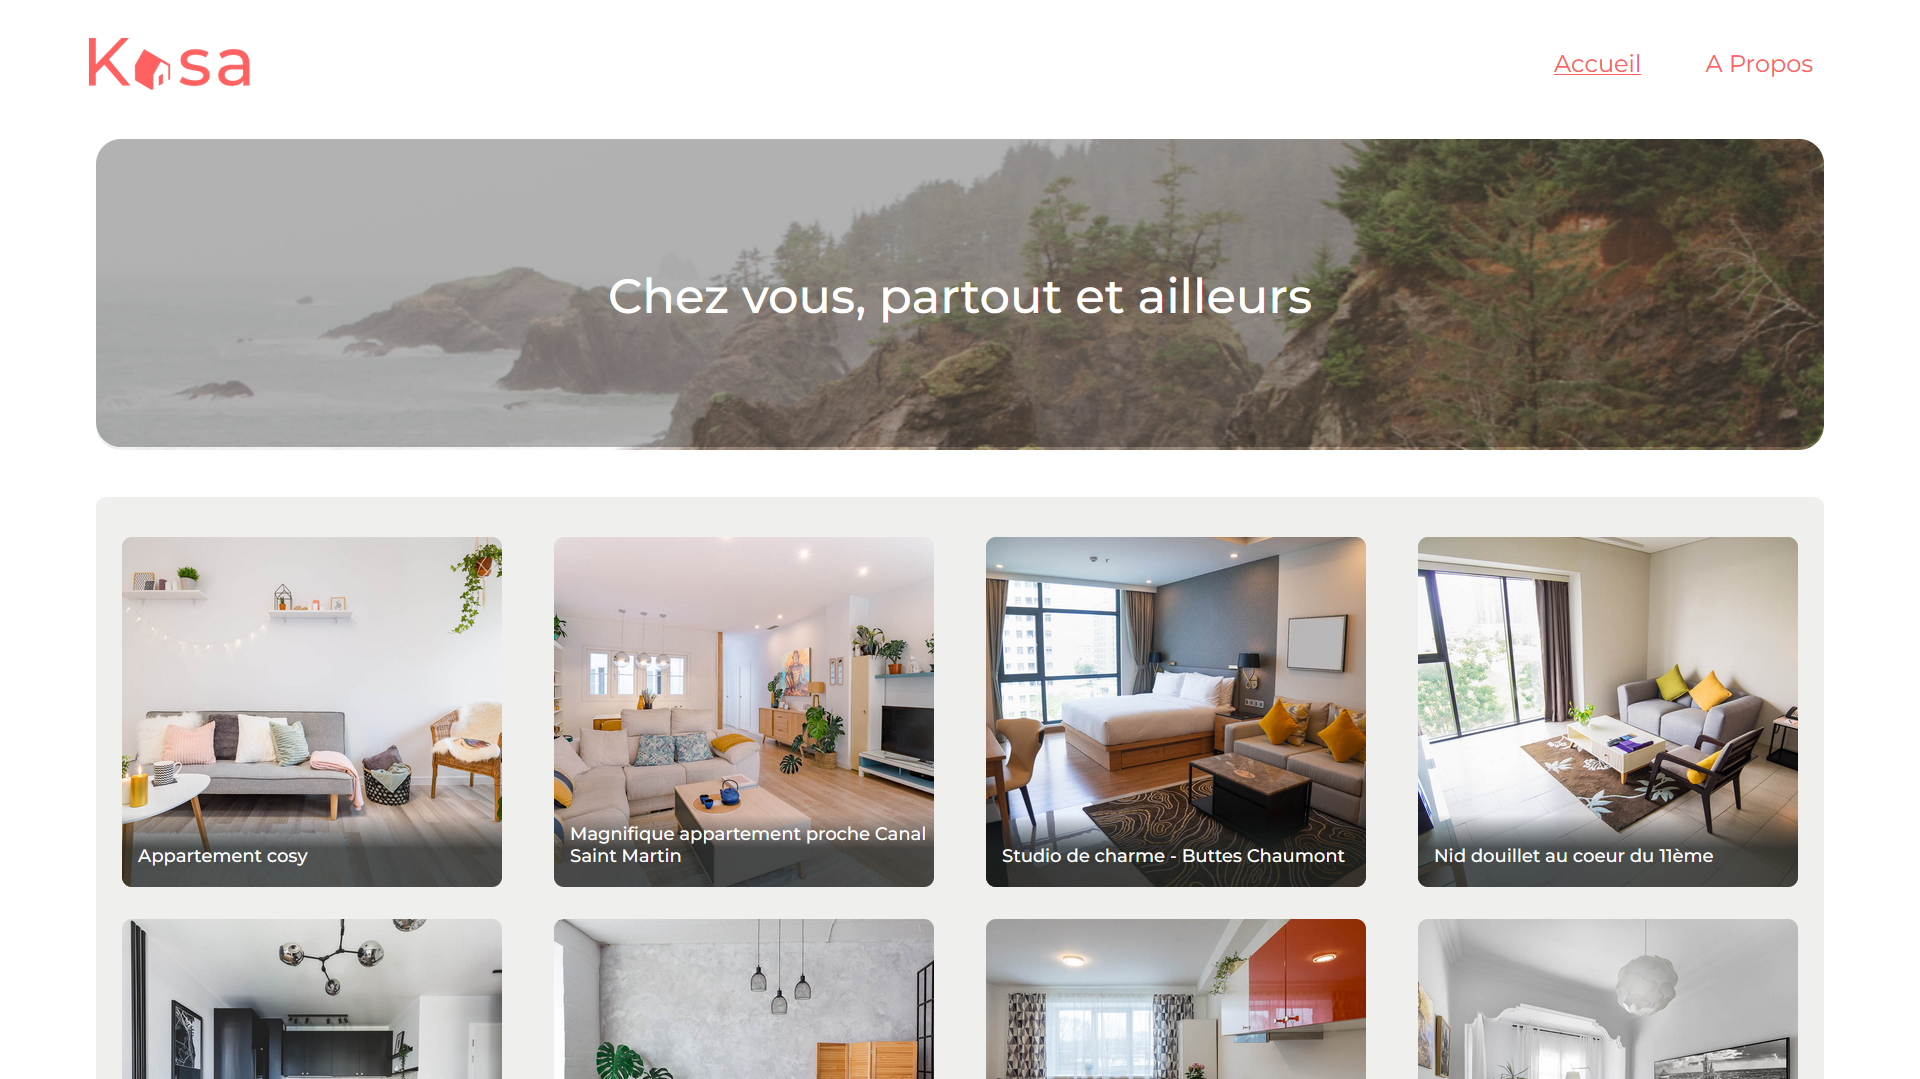 Kasa
Accueil
A Propos
Chez vous, partout et ailleurs
Appartement cosy
Magnifique appartement proche Canal
Saint Martin
Studio de charme - Buttes Chaumont
Nid douillet au coeur du 11ème